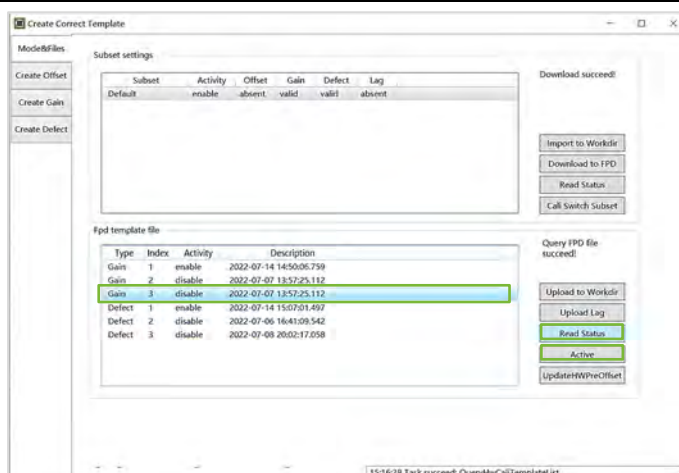 Create Correct Template
Mode&Files
Create Offset
Create Gain
Create Defect
Subset settings
Subset Activity Offset Gain Defect Lag
Default enable absent valid valid absent
Download succeed!
Import to Workdir
Download to FPD
Read Status
Call Switch Subset
Fpd template file
Type Index Activity Description
Gain 1 enable 2022-07-14 14:50:06.759
Gain 2 disable 2022-07-07 13:57:25.112
Gain 3 disable 2022-07-07 13:57:25.112
Defect 1 enable 2022-07-14 15:07:01.497
Defect 2 disable 2022-07-06 16:41:09.542
Defect 3 disable 2022-07-08 20:02:17.058
Query FPD file
succeed!
Upload to Workdir
Upload Lag
Read Status
Active
UpdateHWPreOffset
15:16:28 Task succeed: